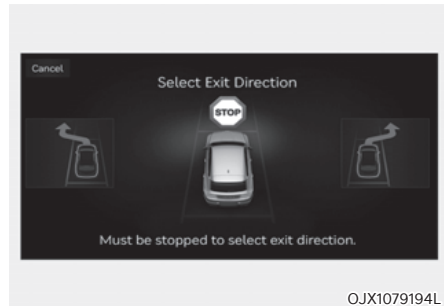 Cancel
Select Exit Direction
STOP
Must be stopped to select exit direction.
OJX1079194L